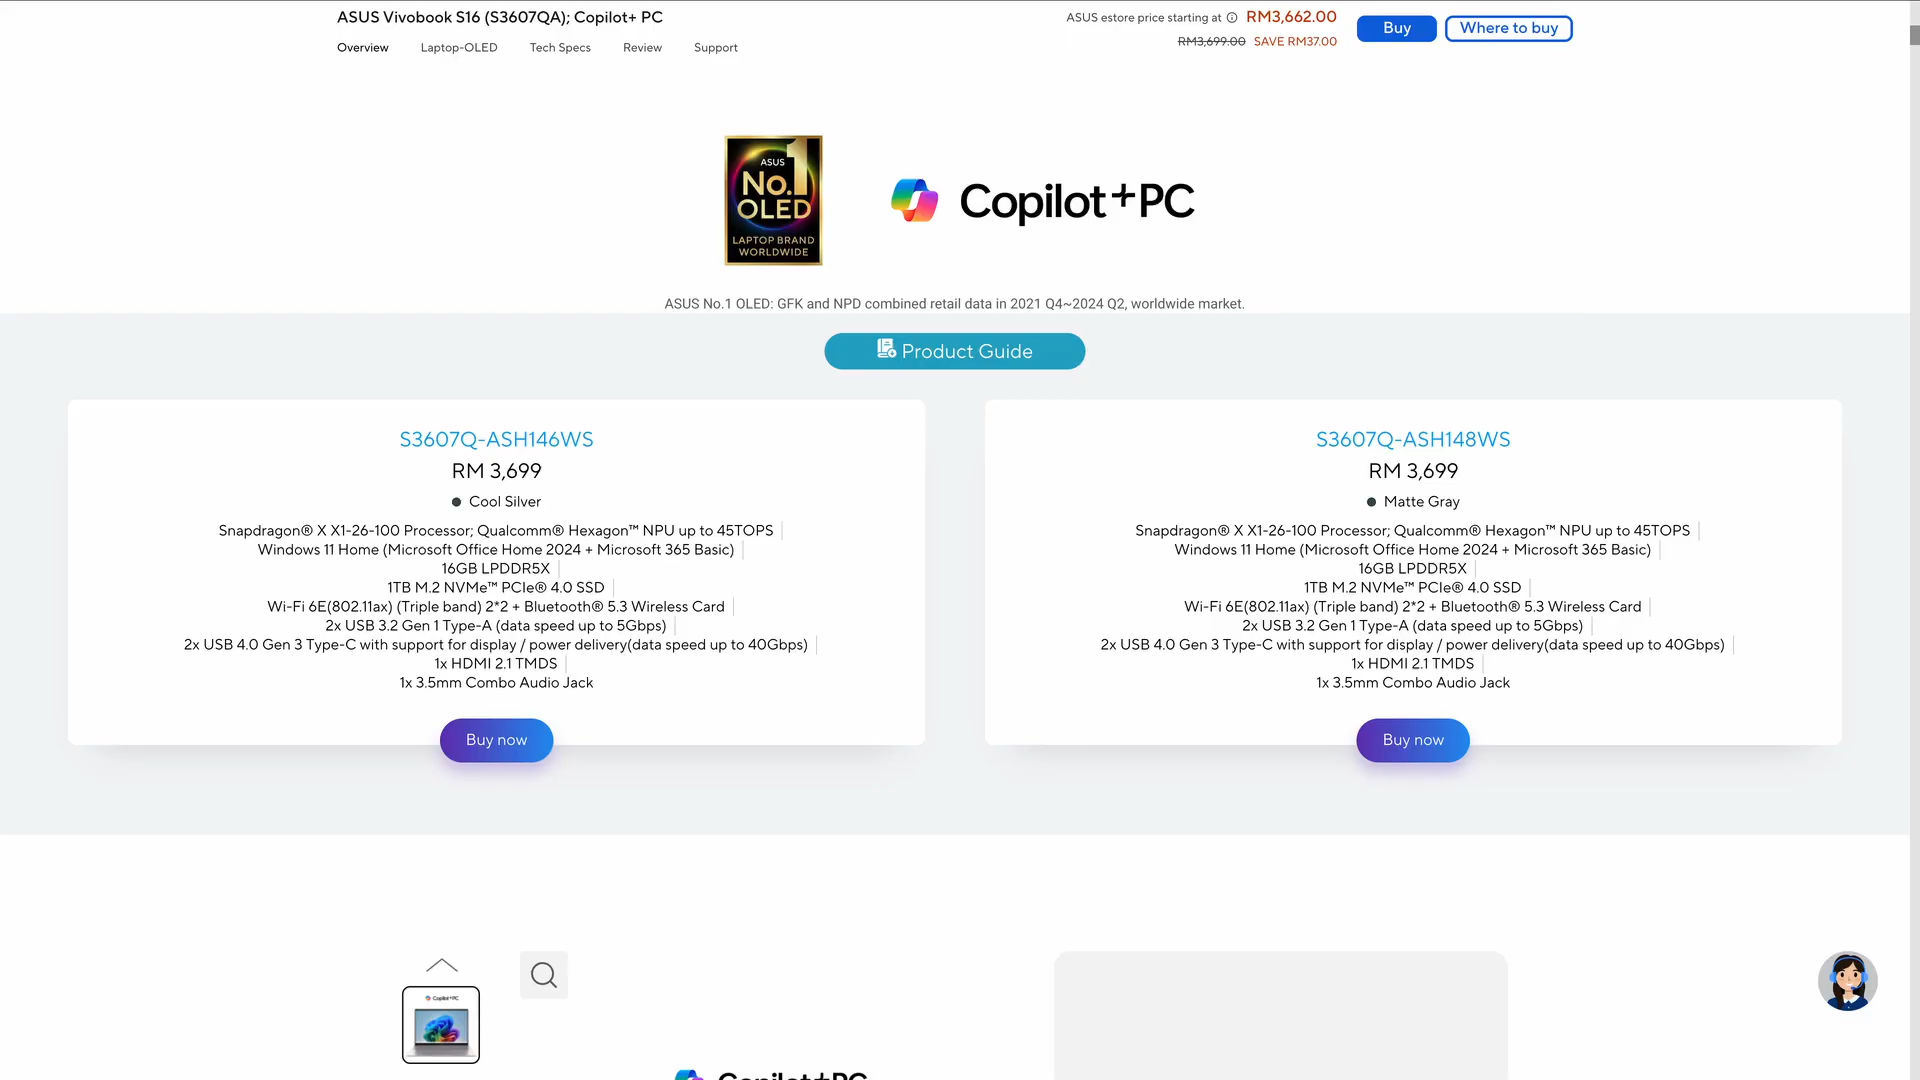 ASUS Vivobook S16 (S3607QA); Copilot+ PC
Overview
Laptop-OLED
Tech Specs
Review
Support
ASUS estore price starting at
RM3,662.00
RM3,699.00
SAVE RM37.00
Buy
Where to buy
ASUS
No.1
OLED
LAPTOP BRAND
WORLDWIDE
Copilot+PC
ASUS No.1 OLED: GFK and NPD combined retail data in 2021 Q4~2024 Q2, worldwide market.
Product Guide
S3607Q-ASH146WS
RM 3,699
Cool Silver
Snapdragon® X X1-26-100 Processor; Qualcomm® Hexagon™ NPU up to 45TOPS
Windows 11 Home (Microsoft Office Home 2024 + Microsoft 365 Basic)
16GB LPDDR5X
1TB M.2 NVMe™ PCIe® 4.0 SSD
Wi-Fi 6E(802.11ax) (Triple band) 2*2 + Bluetooth® 5.3 Wireless Card
2x USB 3.2 Gen 1 Type-A (data speed up to 5Gbps)
2x USB 4.0 Gen 3 Type-C with support for display / power delivery(data speed up to 40Gbps)
1x HDMI 2.1 TMDS
1x 3.5mm Combo Audio Jack
Buy now
S3607Q-ASH148WS
RM 3,699
Matte Gray
Snapdragon® X X1-26-100 Processor; Qualcomm® Hexagon™ NPU up to 45TOPS
Windows 11 Home (Microsoft Office Home 2024 + Microsoft 365 Basic)
16GB LPDDR5X
1TB M.2 NVMe™ PCIe® 4.0 SSD
Wi-Fi 6E(802.11ax) (Triple band) 2*2 + Bluetooth® 5.3 Wireless Card
2x USB 3.2 Gen 1 Type-A (data speed up to 5Gbps)
2x USB 4.0 Gen 3 Type-C with support for display / power delivery(data speed up to 40Gbps)
1x HDMI 2.1 TMDS
1x 3.5mm Combo Audio Jack
Buy now
Copilot+PC
Copilot+PC